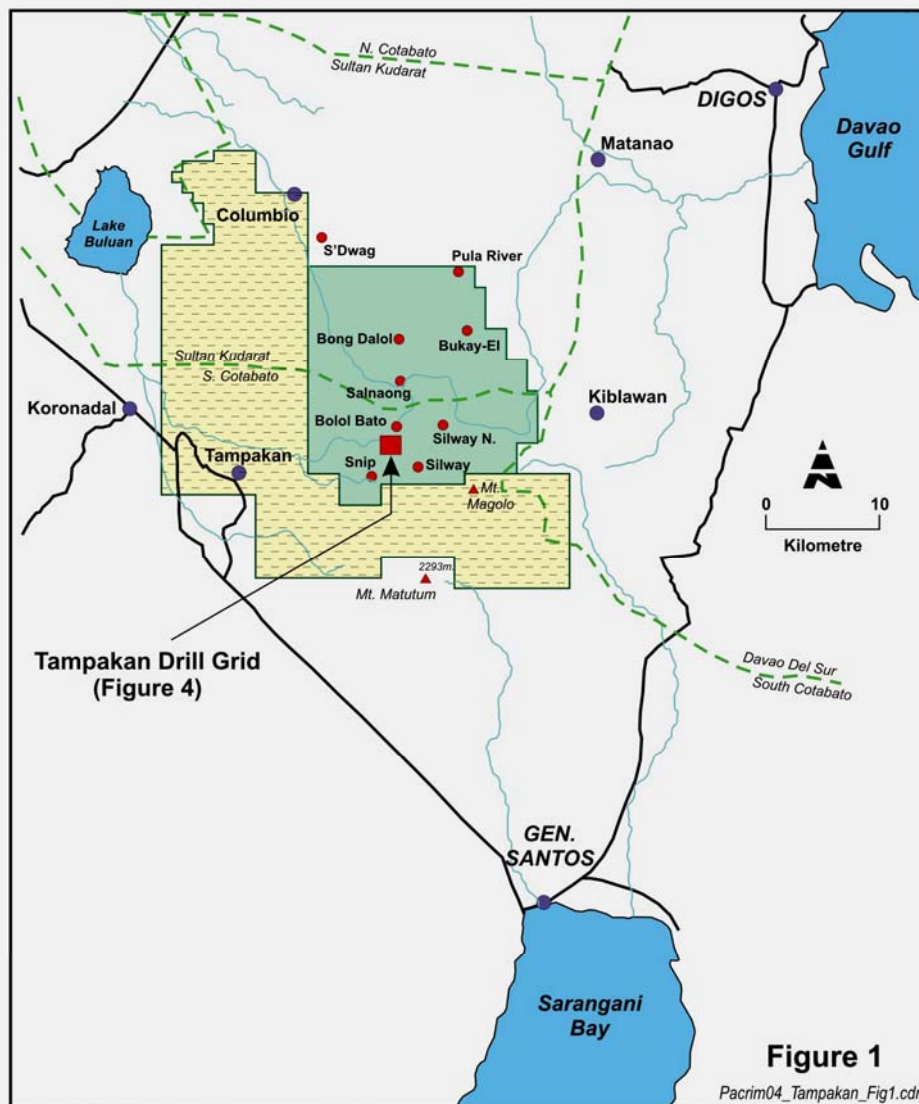 N. Cotabato
Sultan Kudarat
DIGOS
Davao
Gulf
Matanao
Lake
Buluan
Columbio
S'Dwag
Pula River
Bong Dalol
Bukay-El
Sultan Kudarat
S. Cotabato
Salnaong
Koronadal
Kiblawan
Bolol Bato
Silway N.
Tampakan
Snip
Silway
Mt.
Magolo
0
10
Kilometre
N
2293m.
Mt. Matutum
Tampakan Drill Grid
(Figure 4)
Davao Del Sur
South Cotabato
GEN.
SANTOS
Sarangani
Bay
Figure 1
Pacrim04_Tampakan_Fig1.cdr